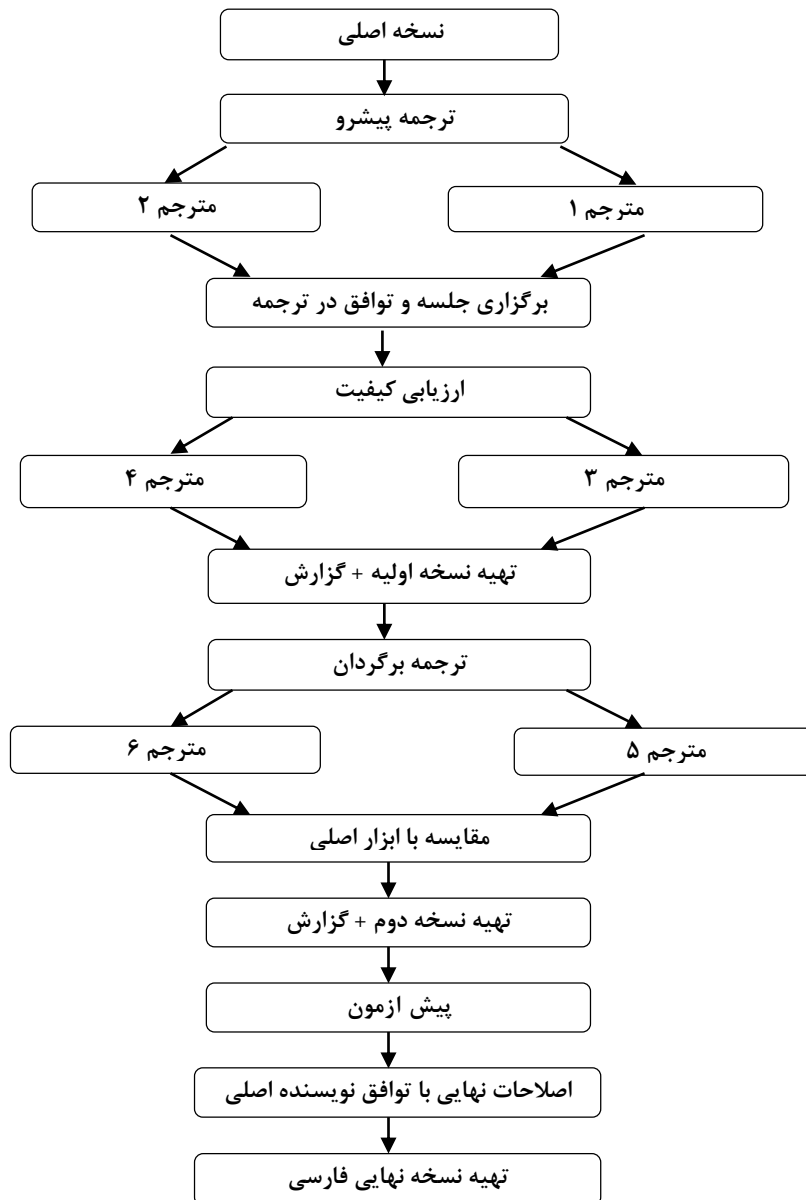 نسخه اصلی
ترجمه پیشرو
مترجم ۱
مترجم ۲
برگزاری جلسه و توافق در ترجمه
ارزیابی کیفیت
مترجم ۳
مترجم ۴
تهیه نسخه اولیه + گزارش
ترجمه برگردان
مترجم ۵
مترجم ۶
مقایسه با ابزار اصلی
تهیه نسخه دوم + گزارش
پیش ازمون
اصلاحات نهایی با توافق نویسنده اصلی
تهیه نسخه نهایی فارسی